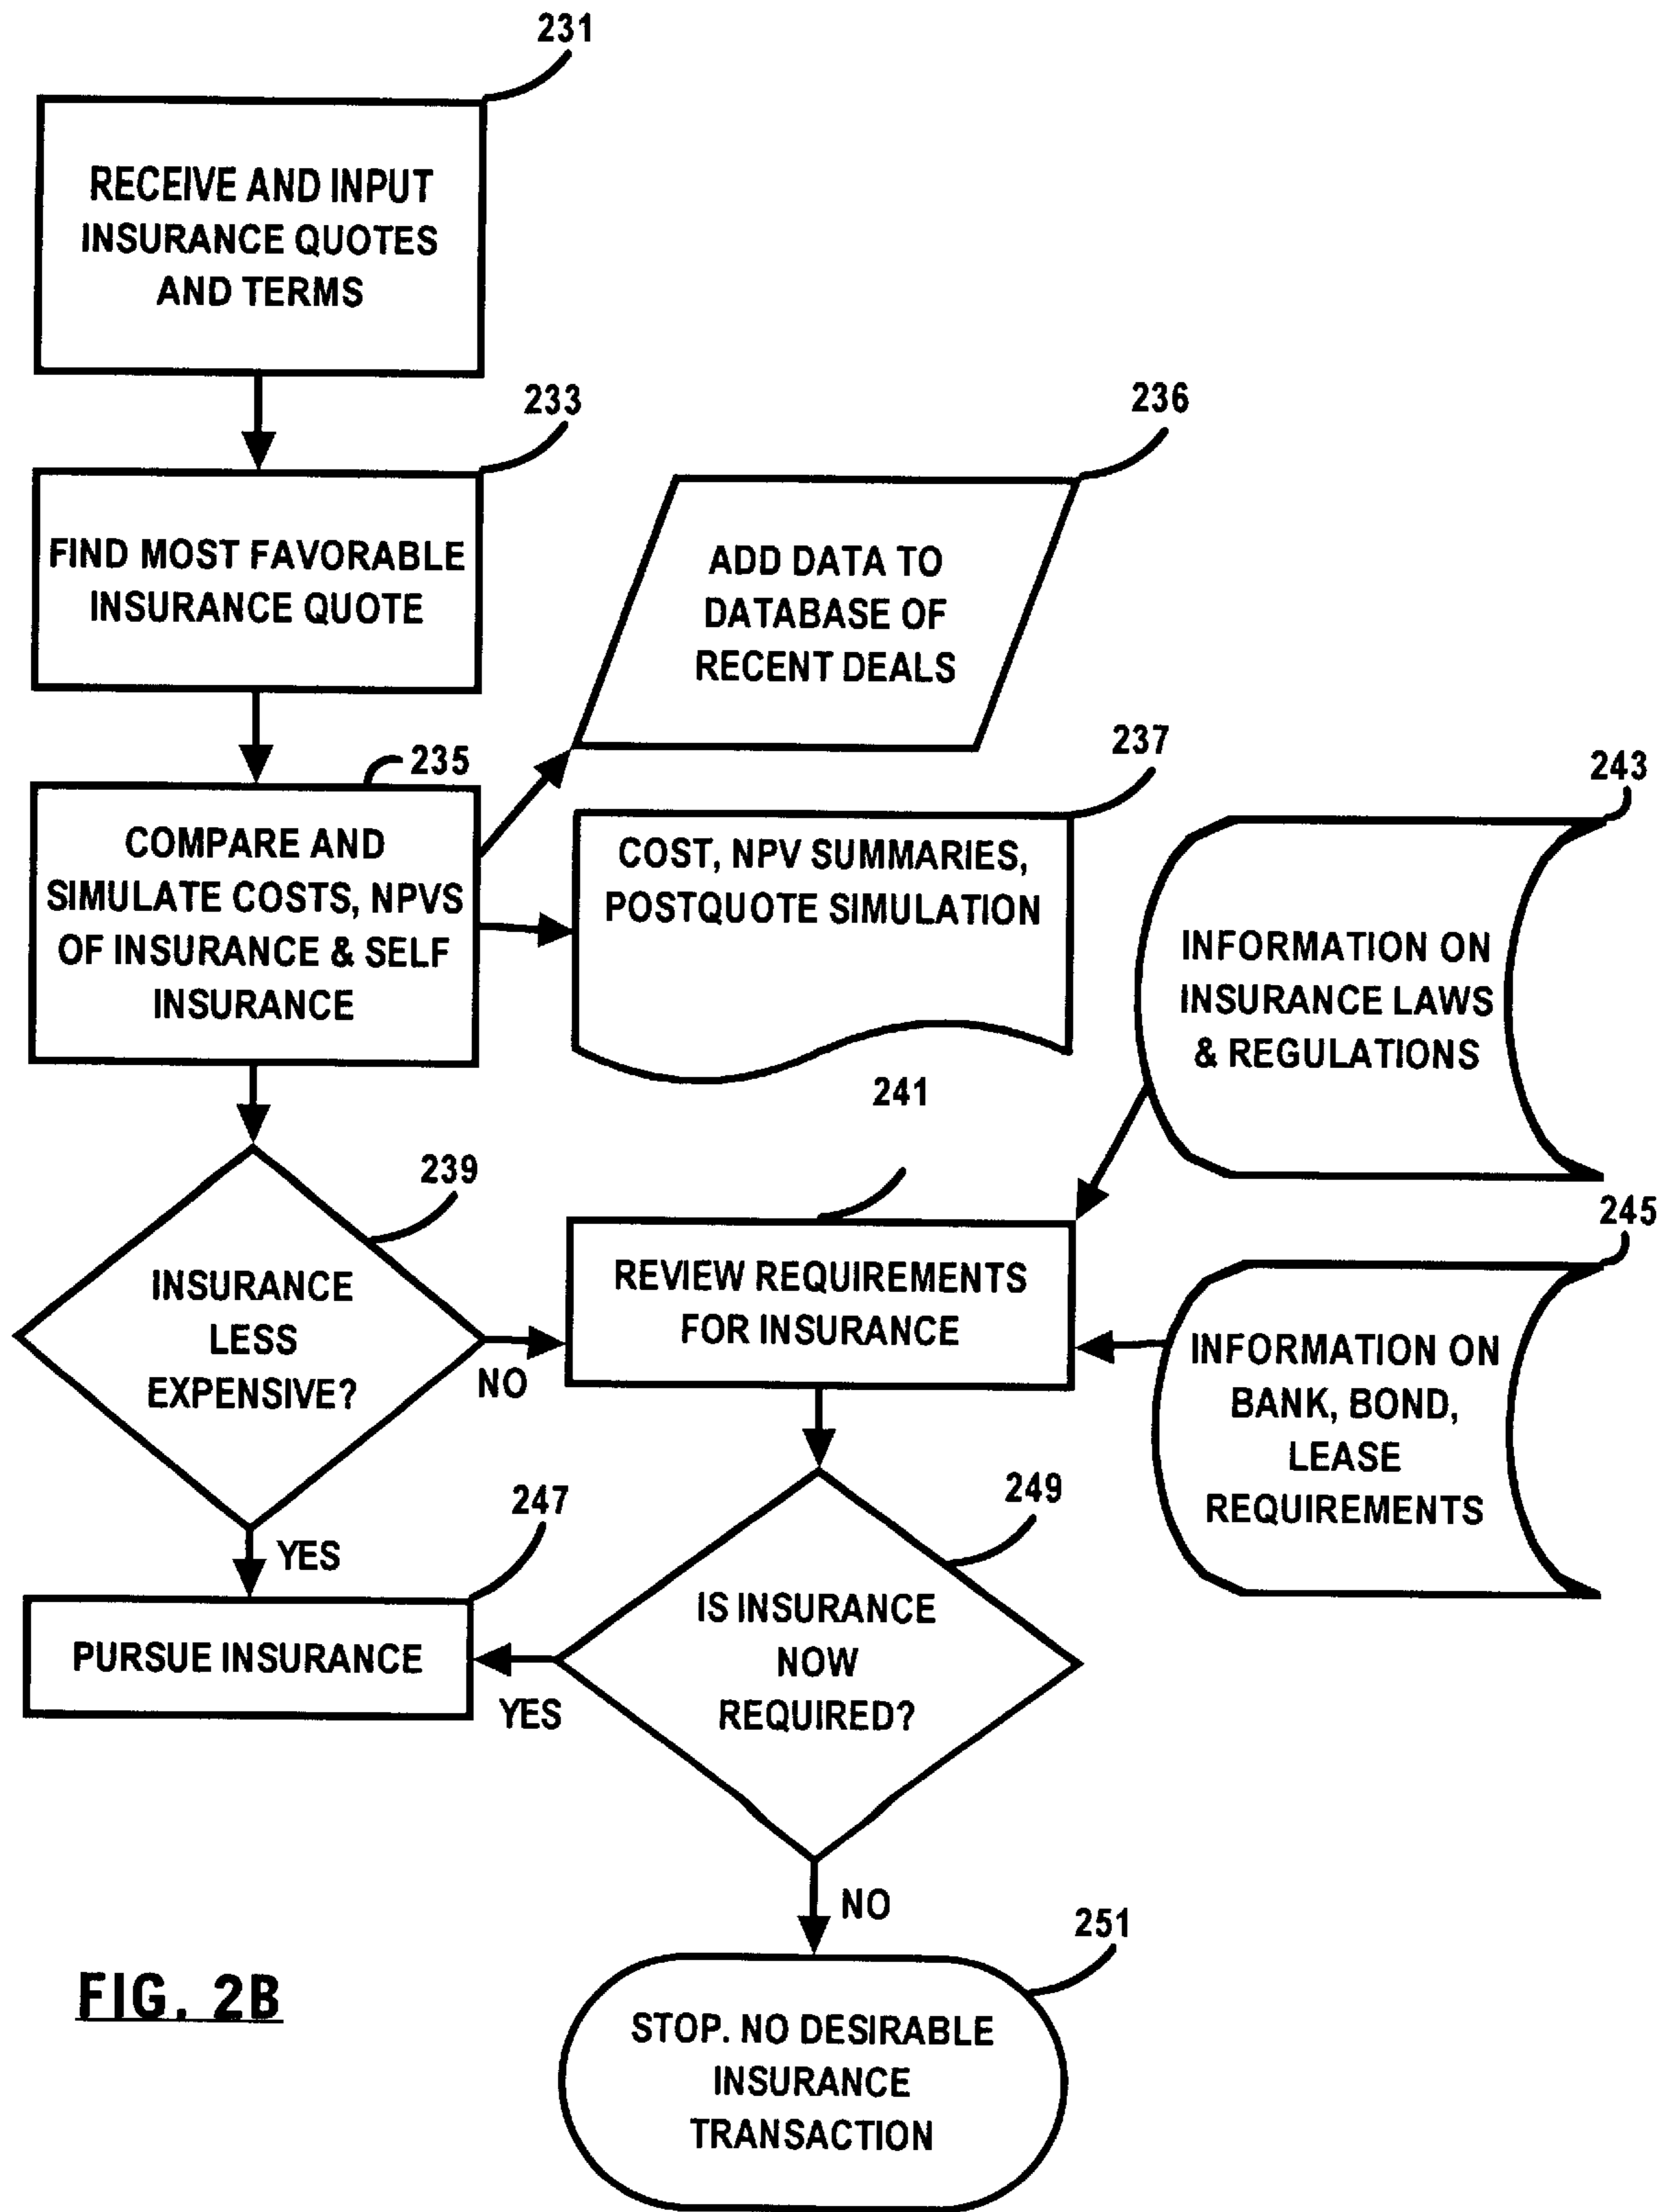 231
RECEIVE AND INPUT
INSURANCE QUOTES
AND TERMS
233
FIND MOST FAVORABLE
INSURANCE QUOTE
236
ADD DATA TO
DATABASE OF
RECENT DEALS
235
COMPARE AND
SIMULATE COSTS, NPVS
OF INSURANCE & SELF
INSURANCE
237
COST, NPV SUMMARIES,
POSTQUOTE SIMULATION
243
INFORMATION ON
INSURANCE LAWS
& REGULATIONS
239
INSURANCE
LESS
EXPENSIVE?
NO
YES
241
REVIEW REQUIREMENTS
FOR INSURANCE
245
INFORMATION ON
BANK, BOND,
LEASE
REQUIREMENTS
247
PURSUE INSURANCE
249
IS INSURANCE
NOW
REQUIRED?
YES
NO
251
STOP. NO DESIRABLE
INSURANCE
TRANSACTION
FIG. 2B